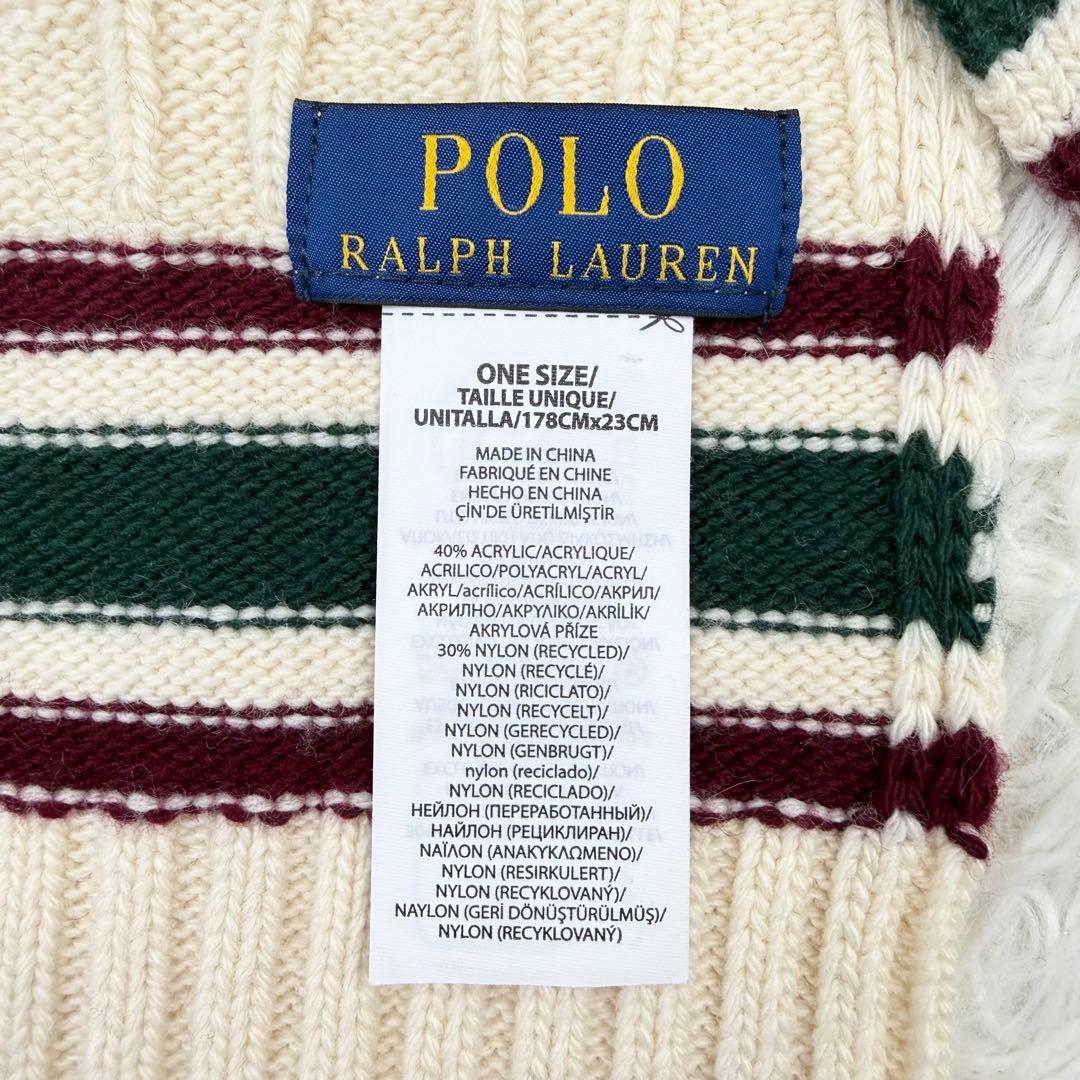 POLO
RALPH LAUREN
ONE SIZE/
TAILLE UNIQUE/
UNITALLA/178CMx23CM
MADE IN CHINA
FABRIQUÉ EN CHINE
HECHO EN CHINA
ÇİN'DE ÜRETİLMİŞTİR
40% ACRYLIC/ACRYLIQUE/
ACRILICO/POLYACRYL/ACRYL/
AKRYL/acrílico/ACRÍLICO/АКРИЛ/
АКРИЛНО/ΑΚΡΥΛΙΚΟ/AKRİLİK/
AKRYLOVÁ PŘÍZE
30% NYLON (RECYCLED)/
NYLON (RECYCLÉ)/
NYLON (RICICLATO)/
NYLON (RECYCELT)/
NYLON (GERECYCLED)/
NYLON (GENBRUGT)/
nylon (reciclado)/
NYLON (RECICLADO)/
НЕЙЛОН (ПЕРЕРАБОТАННЫЙ)/
НАЙЛОН (РЕЦИКЛИРАН)/
ΝΑΪΛΟΝ (ΑΝΑΚΥΚΛΩΜΕΝΟ)/
NYLON (RESIRKULERT)/
NYLON (RECYKLOVANÝ)/
NAYLON (GERİ DÖNÜŞTÜRÜLMÜŞ)/
NYLON (RECYKLOVANÝ)